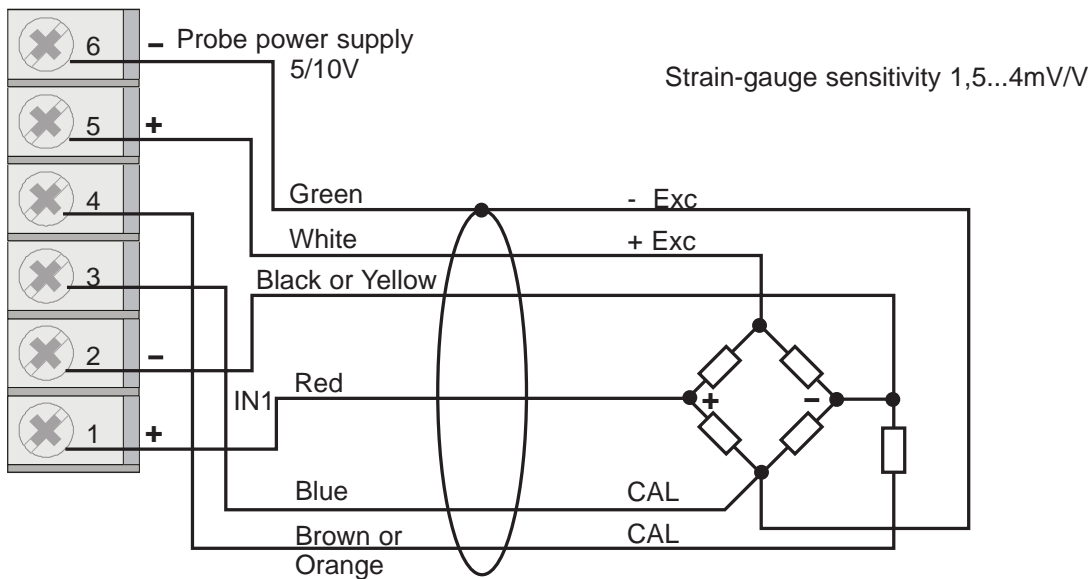 6
– Probe power supply
5/10V
Strain-gauge sensitivity 1,5...4mV/V
5
+
4
Green
- Exc
White
+ Exc
3
Black or Yellow
2
–
IN1
Red
+
–
1
+
Blue
CAL
Brown or
CAL
Orange